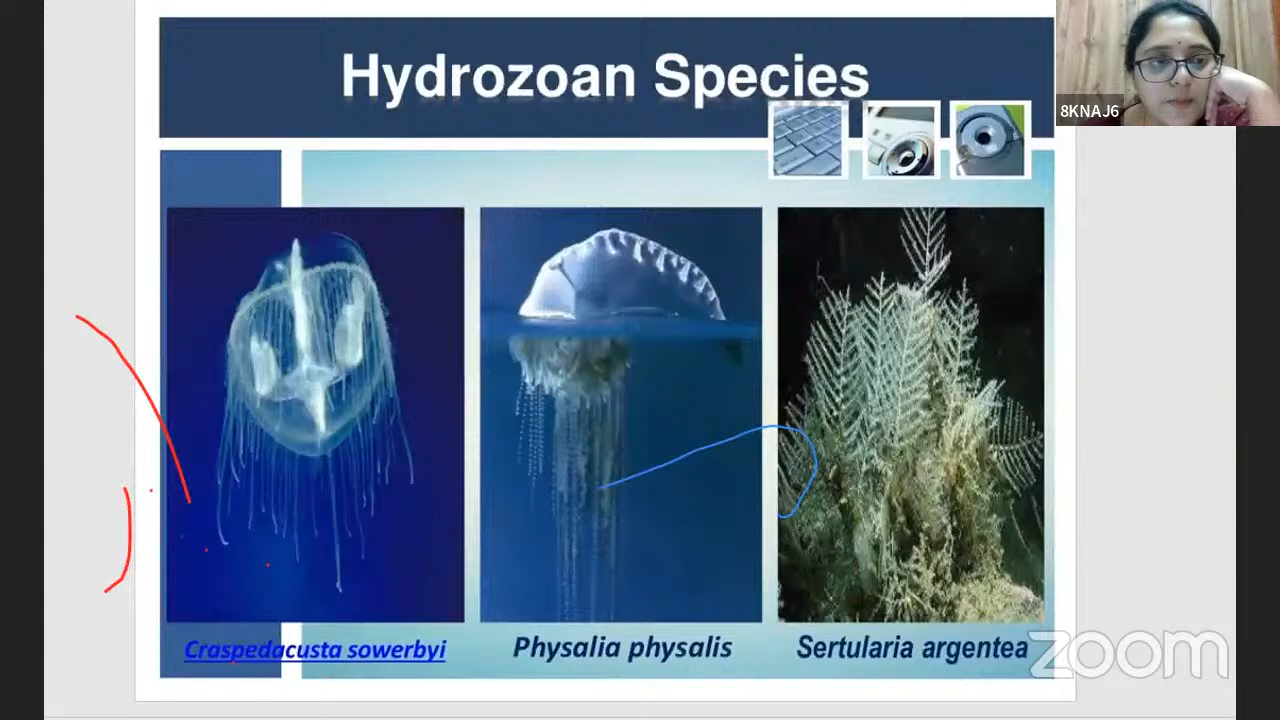 Hydrozoan Species
8KNAJ6
Craspedacusta sowerbyi
Physalia physalis
Sertularia argentea
zoom